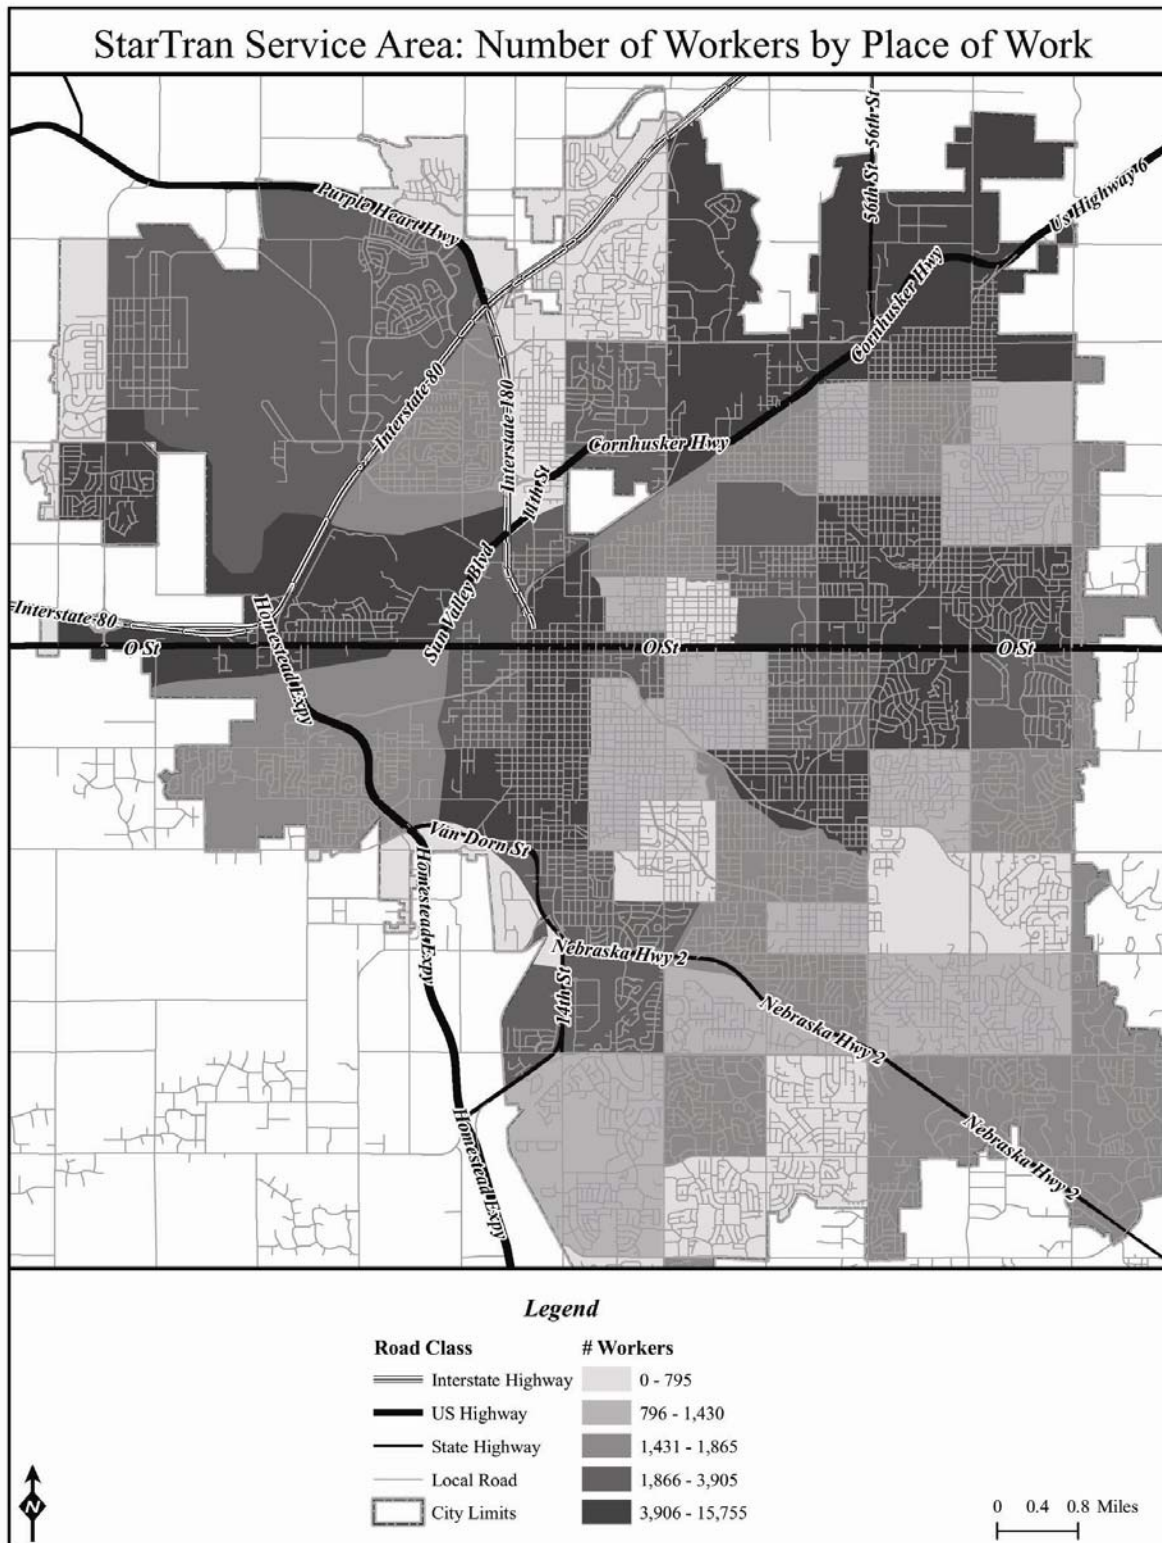 StarTran Service Area: Number of Workers by Place of Work
56th St
56th St
Us Highway 6
Purple Heart Hwy
Cornhusker Hwy
Interstate 80
Interstate 180
Cornhusker Hwy
11th St
Sun Valley Blvd
Interstate 80
Homestead Expy
O St
O St
O St
Van Dorn St
Homestead Expy
Nebraska Hwy 2
14th St
Nebraska Hwy 2
Homestead Expy
Nebraska Hwy 2
Legend
Road Class # Workers
Interstate Highway 0 - 795
US Highway 796 - 1,430
State Highway 1,431 - 1,865
Local Road 1,866 - 3,905
City Limits 3,906 - 15,755
N
0 0.4 0.8 Miles